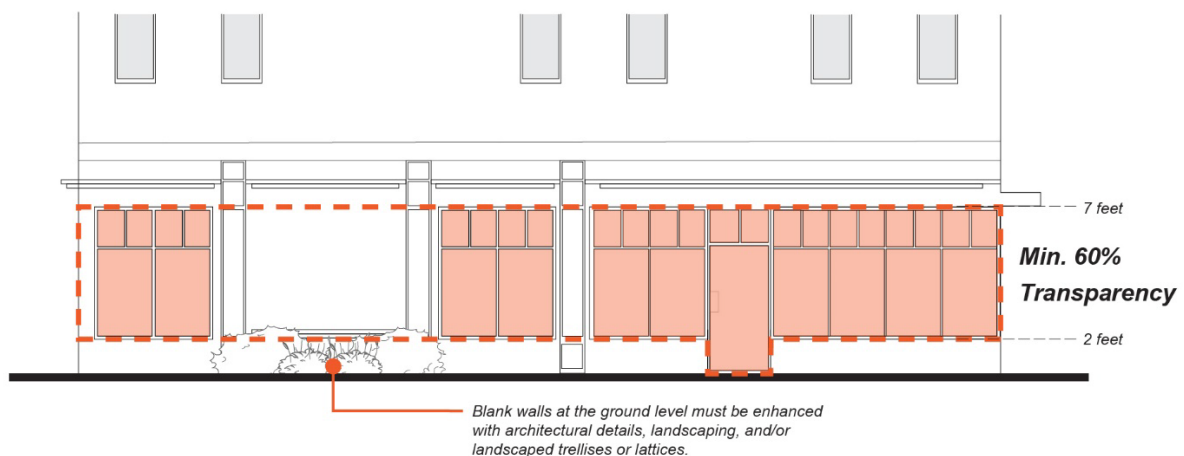 7 feet
Min. 60%
Transparency
2 feet
Blank walls at the ground level must be enhanced
with architectural details, landscaping, and/or
landscaped trellises or lattices.